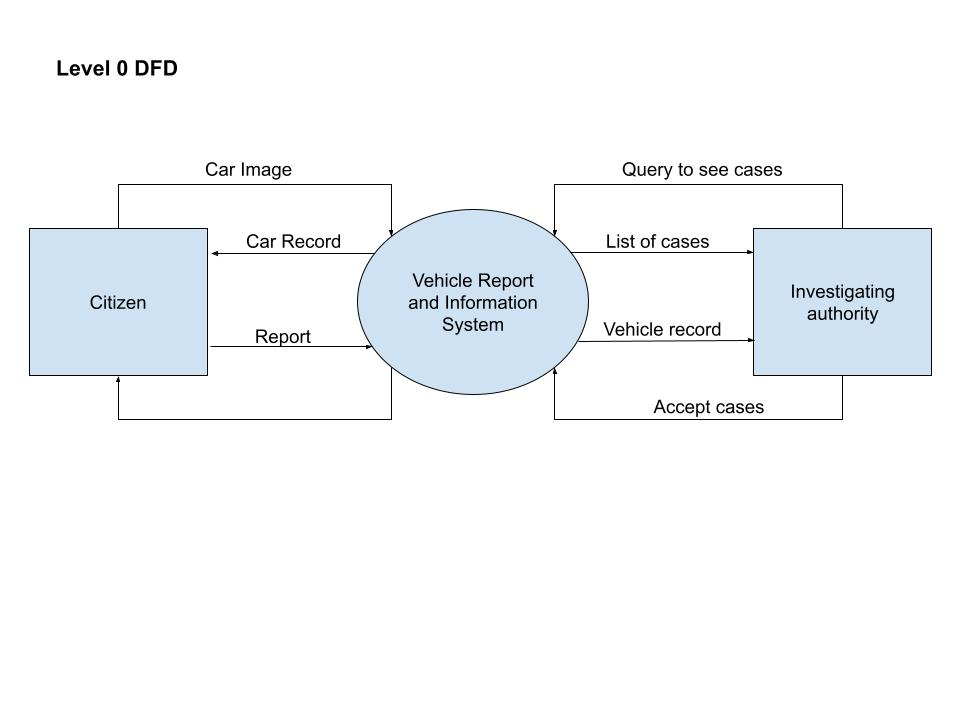 Level 0 DFD
Car Image
Query to see cases
Car Record
List of cases
Citizen
Vehicle Report
and Information
System
Investigating
authority
Report
Vehicle record
Accept cases